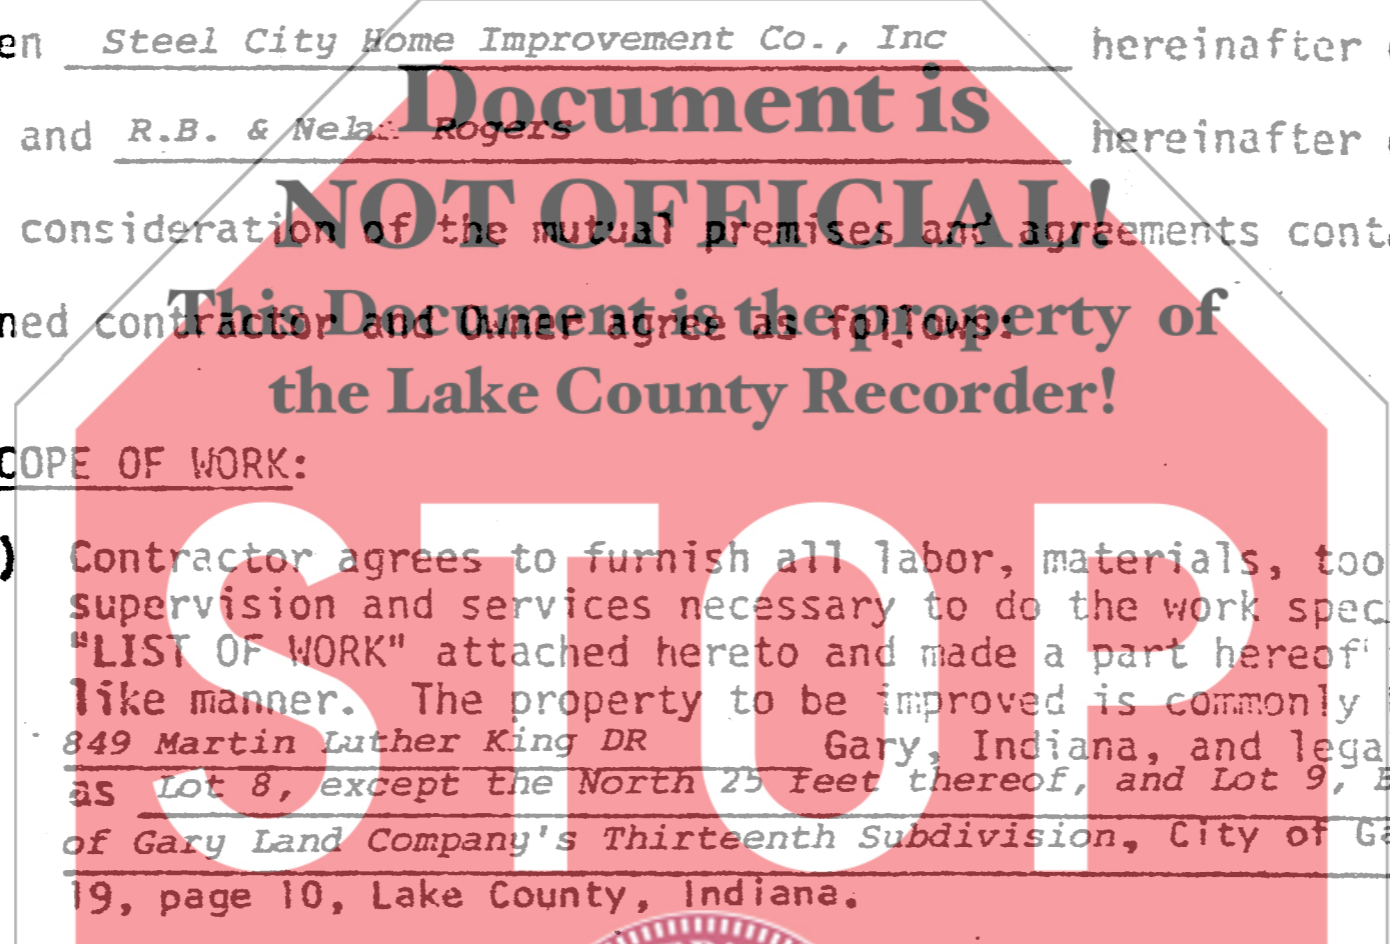 en Steel City Home Improvement Co., Inc hereinafter
and R.B. & Nela Rogers hereinafter
consideration of the mutual premises and agreements cont
ned contractor and Owner agree as follows:
Document is
NOT OFFICIAL!
This Document is the property of
the Lake County Recorder!
STOP
COPE OF WORK:
) Contractor agrees to furnish all labor, materials, too
supervision and services necessary to do the work spec
"LIST OF WORK" attached hereto and made a part hereof
like manner. The property to be improved is commonly
849 Martin Luther King DR Gary, Indiana, and lega
as Lot 8, except the North 25 feet thereof, and Lot 9, B
of Gary Land Company's Thirteenth Subdivision, City of Ga
19, page 10, Lake County, Indiana.